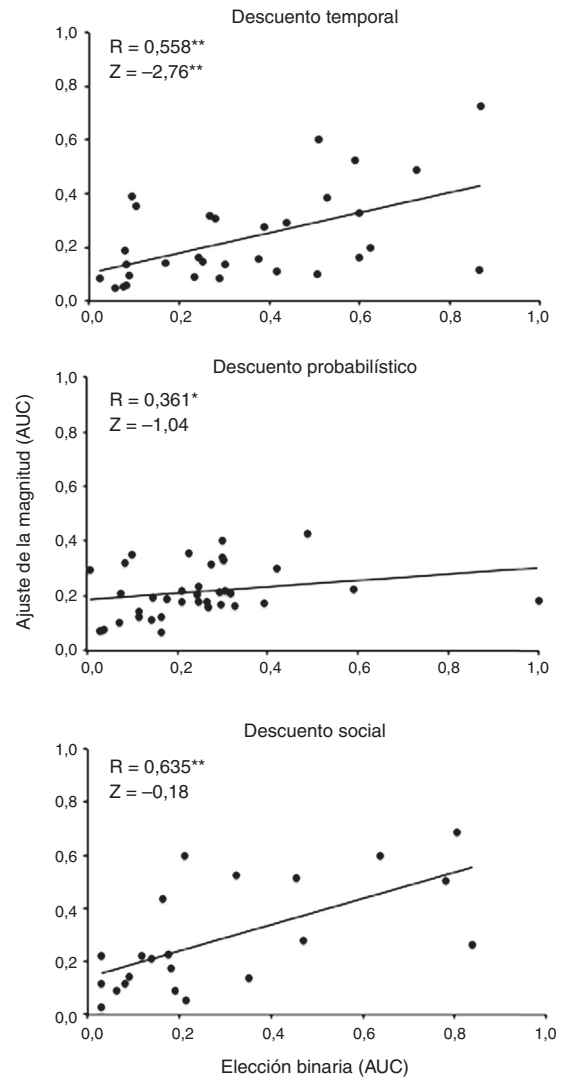 Descuento temporal
R = 0,558**
Z = –2,76**
1,0
0,8
0,6
0,4
0,2
0,0
0,0 0,2 0,4 0,6 0,8 1,0
Descuento probabilístico
R = 0,361*
Z = –1,04
1,0
0,8
0,6
0,4
0,2
0,0
0,0 0,2 0,4 0,6 0,8 1,0
Ajuste de la magnitud (AUC)
Descuento social
R = 0,635**
Z = –0,18
1,0
0,8
0,6
0,4
0,2
0,0
0,0 0,2 0,4 0,6 0,8 1,0
Elección binaria (AUC)